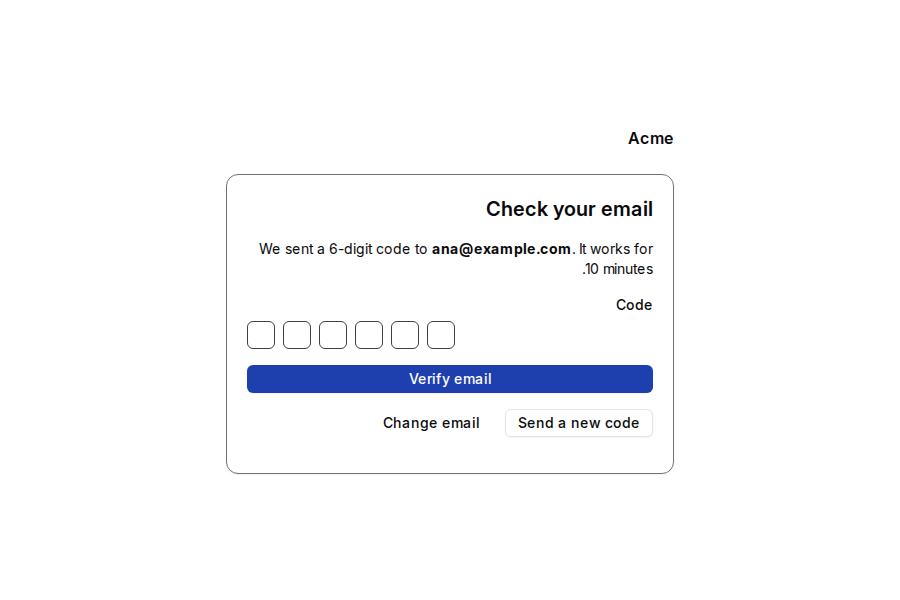 Acme
Check your email
We sent a 6-digit code to ana@example.com. It works for
.10 minutes
Code
Verify email
Change email
Send a new code